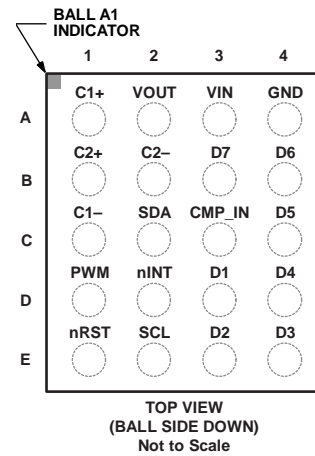 BALL A1
INDICATOR
1 2 3 4
A C1+ VOUT VIN GND
B C2+ C2– D7 D6
C C1– SDA CMP_IN D5
D PWM nINT D1 D4
E nRST SCL D2 D3
TOP VIEW
(BALL SIDE DOWN)
Not to Scale